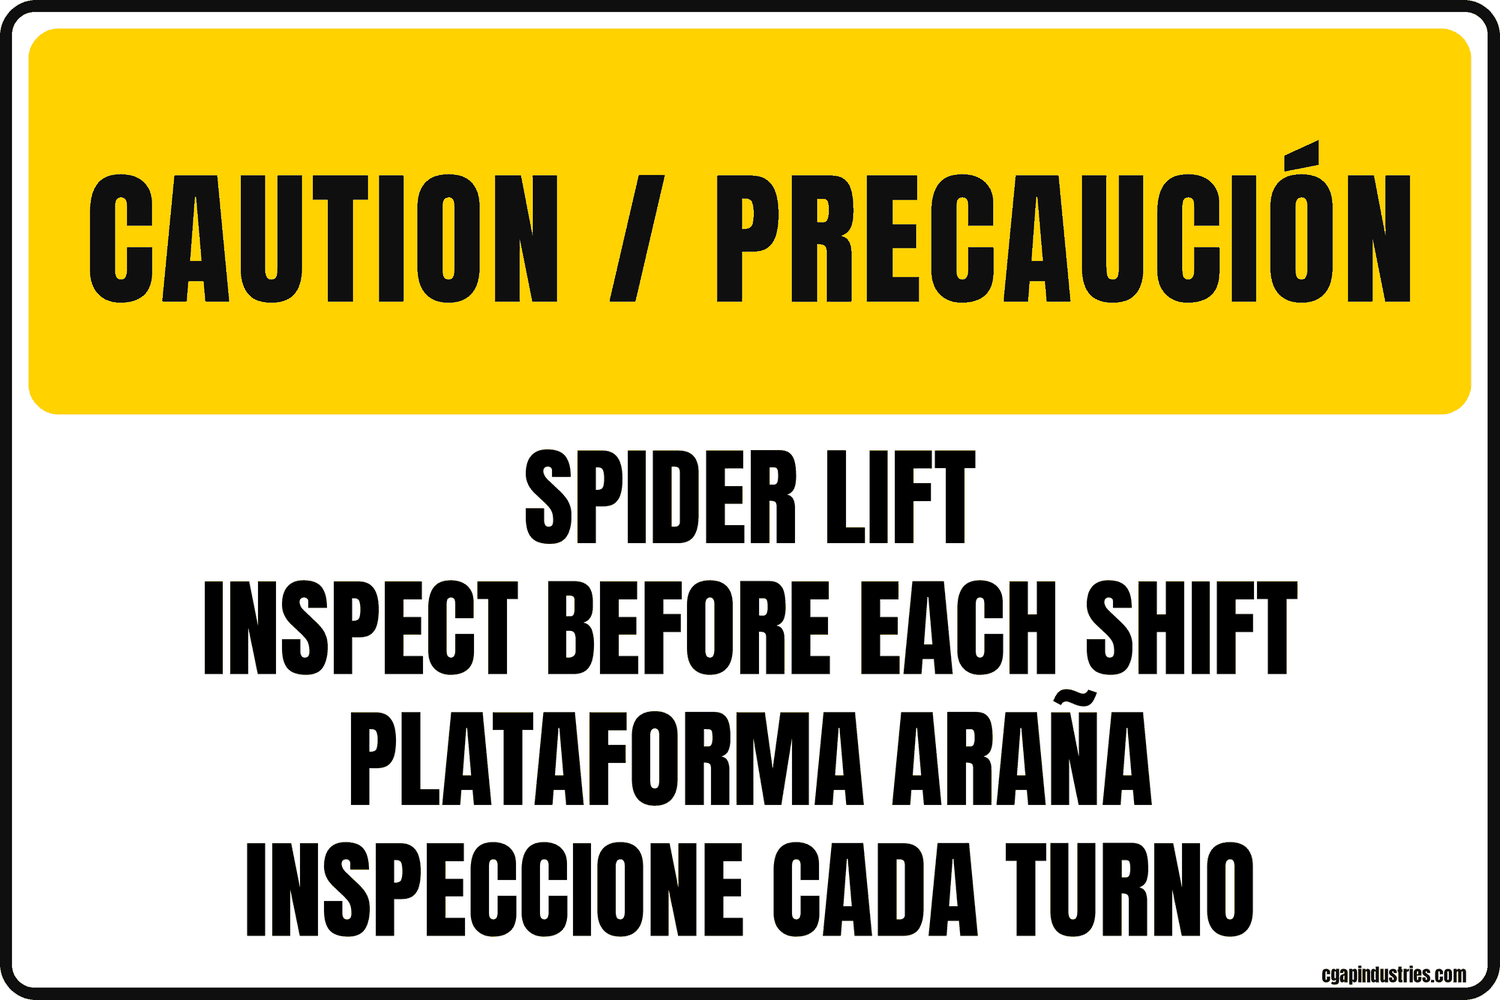 CAUTION / PRECAUCIÓN
SPIDER LIFT
INSPECT BEFORE EACH SHIFT
PLATAFORMA ARAÑA
INSPECCIONE CADA TURNO
cgapindustries.com